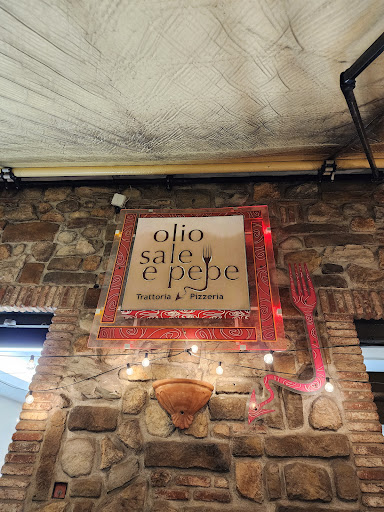 olio
sale
e pepe
Trattoria Pizzeria